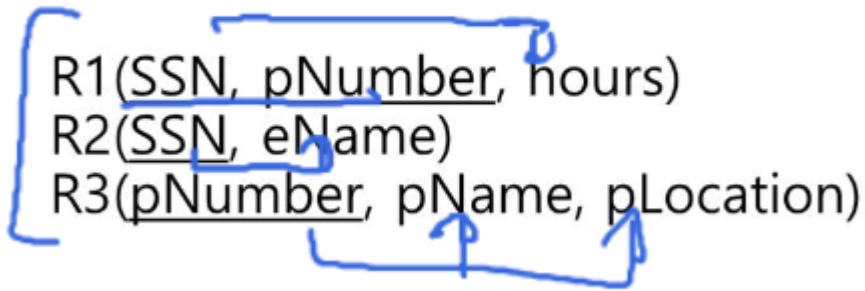 R1(SSN, pNumber, hours)
R2(SSN, eName)
R3(pNumber, pName, pLocation)